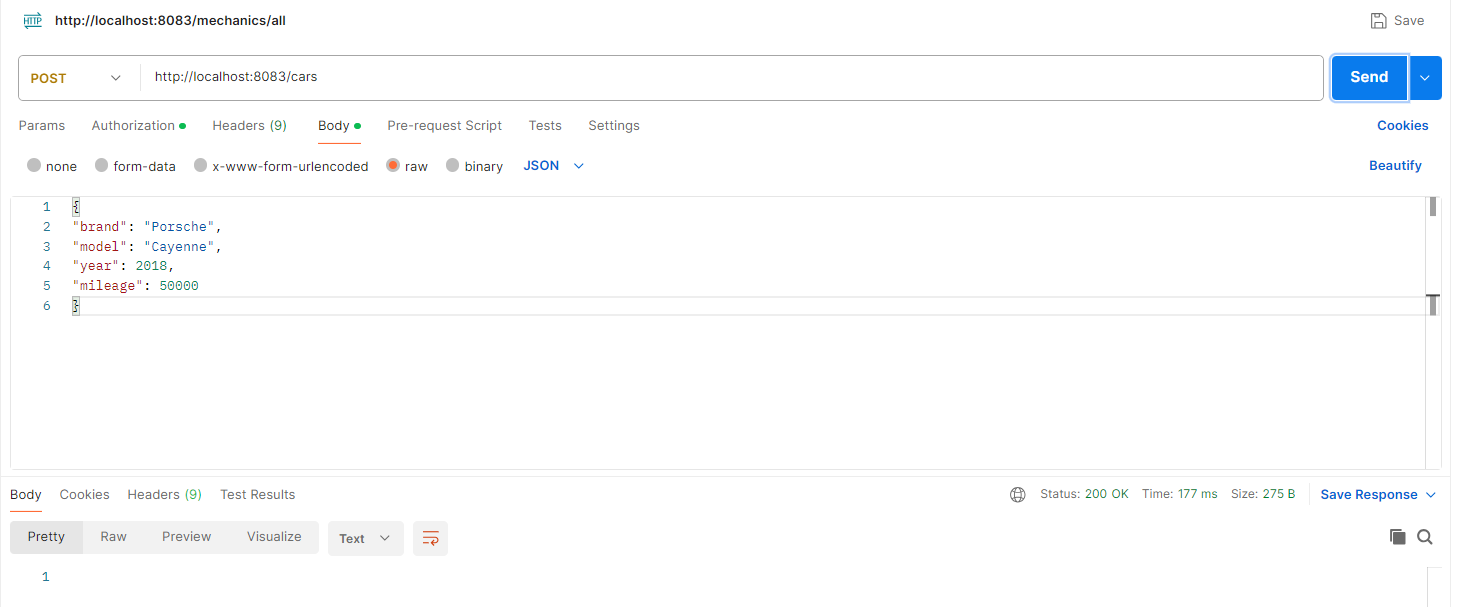 HTTP http://localhost:8083/mechanics/all Save
POST http://localhost:8083/cars Send
Params Authorization Headers (9) Body Pre-request Script Tests Settings Cookies
none form-data x-www-form-urlencoded raw binary JSON Beautify
1 {
2 "brand": "Porsche",
3 "model": "Cayenne",
4 "year": 2018,
5 "mileage": 50000
6 }
Body Cookies Headers (9) Test Results Status: 200 OK Time: 177 ms Size: 275 B Save Response
Pretty Raw Preview Visualize Text
1